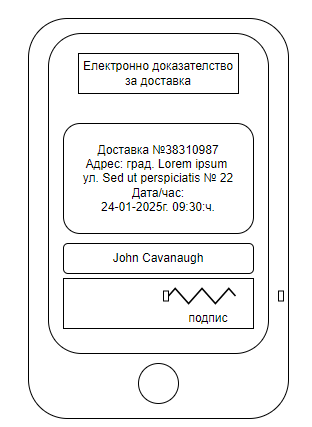 Електронно доказателство
за доставка
Доставка №38310987
Адрес: град. Lorem ipsum
ул. Sed ut perspiciatis № 22
Дата/час:
24-01-2025г. 09:30:ч.
John Cavanaugh
подпис